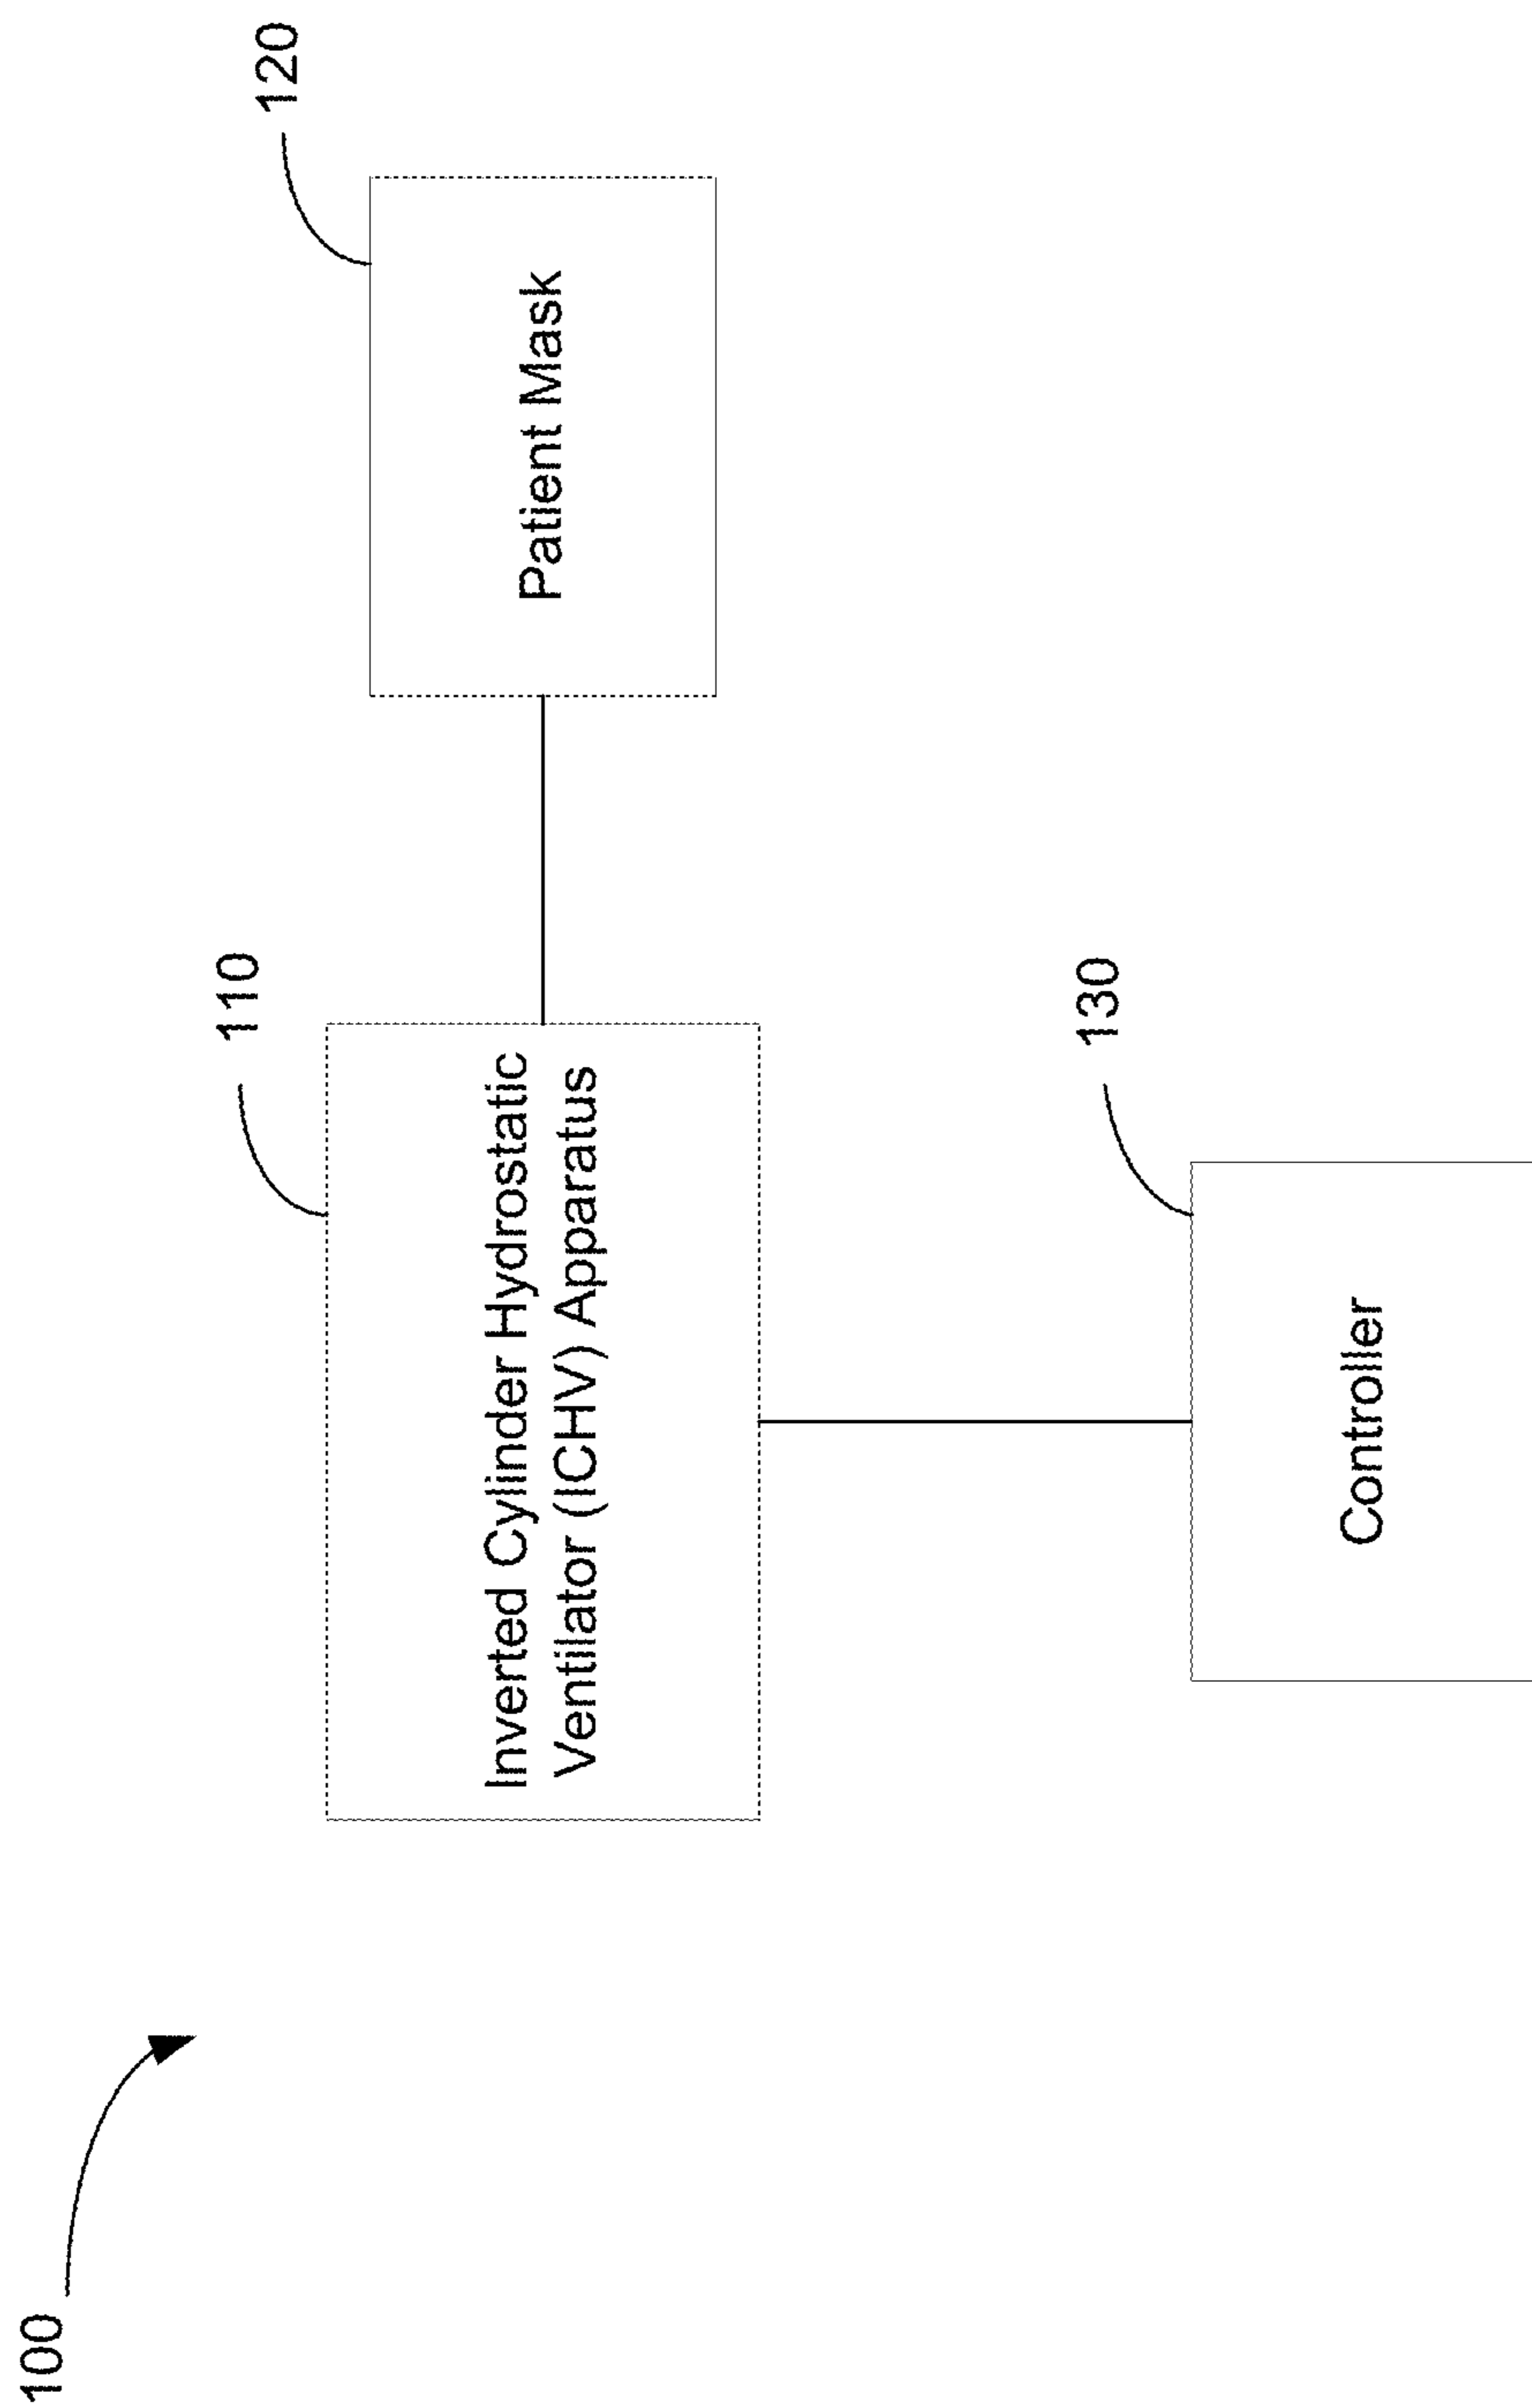 100
110
Inverted Cylinder Hydrostatic
Ventilator (ICHV) Apparatus
120
Patient Mask
130
Controller